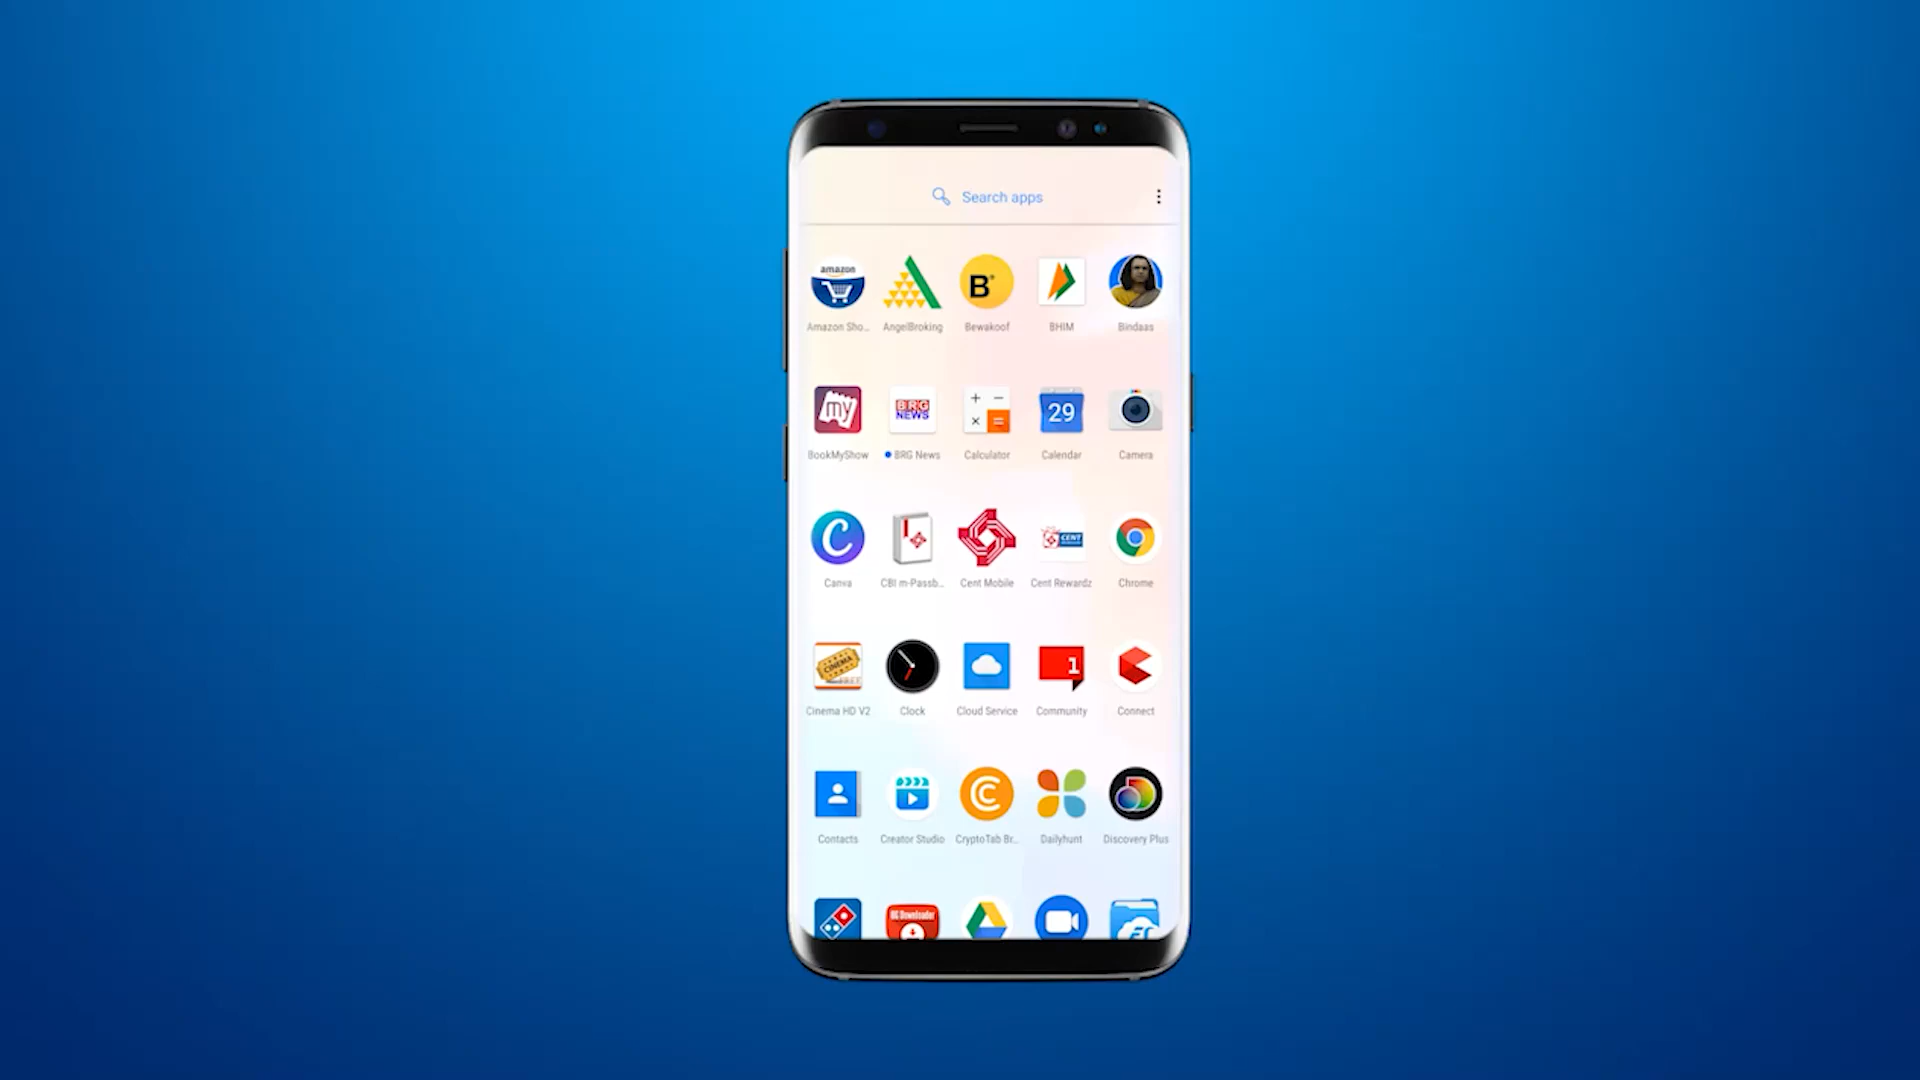 Search apps
amazon
B
Amazon Sho...
AngelBroking
Bewakoof
BHIM
Bindaas
my
BRG
NEWS
29
BookMyShow
BRG News
Calculator
Calendar
Camera
C
CENT
Canva
CBI m-Passb...
Cent Mobile
Cent Rewardz
Chrome
CINEMA
1
Cinema HD V2
Clock
Cloud Service
Community
Connect
Contacts
Creator Studio
CryptoTab Br...
Dailyhunt
Discovery Plus